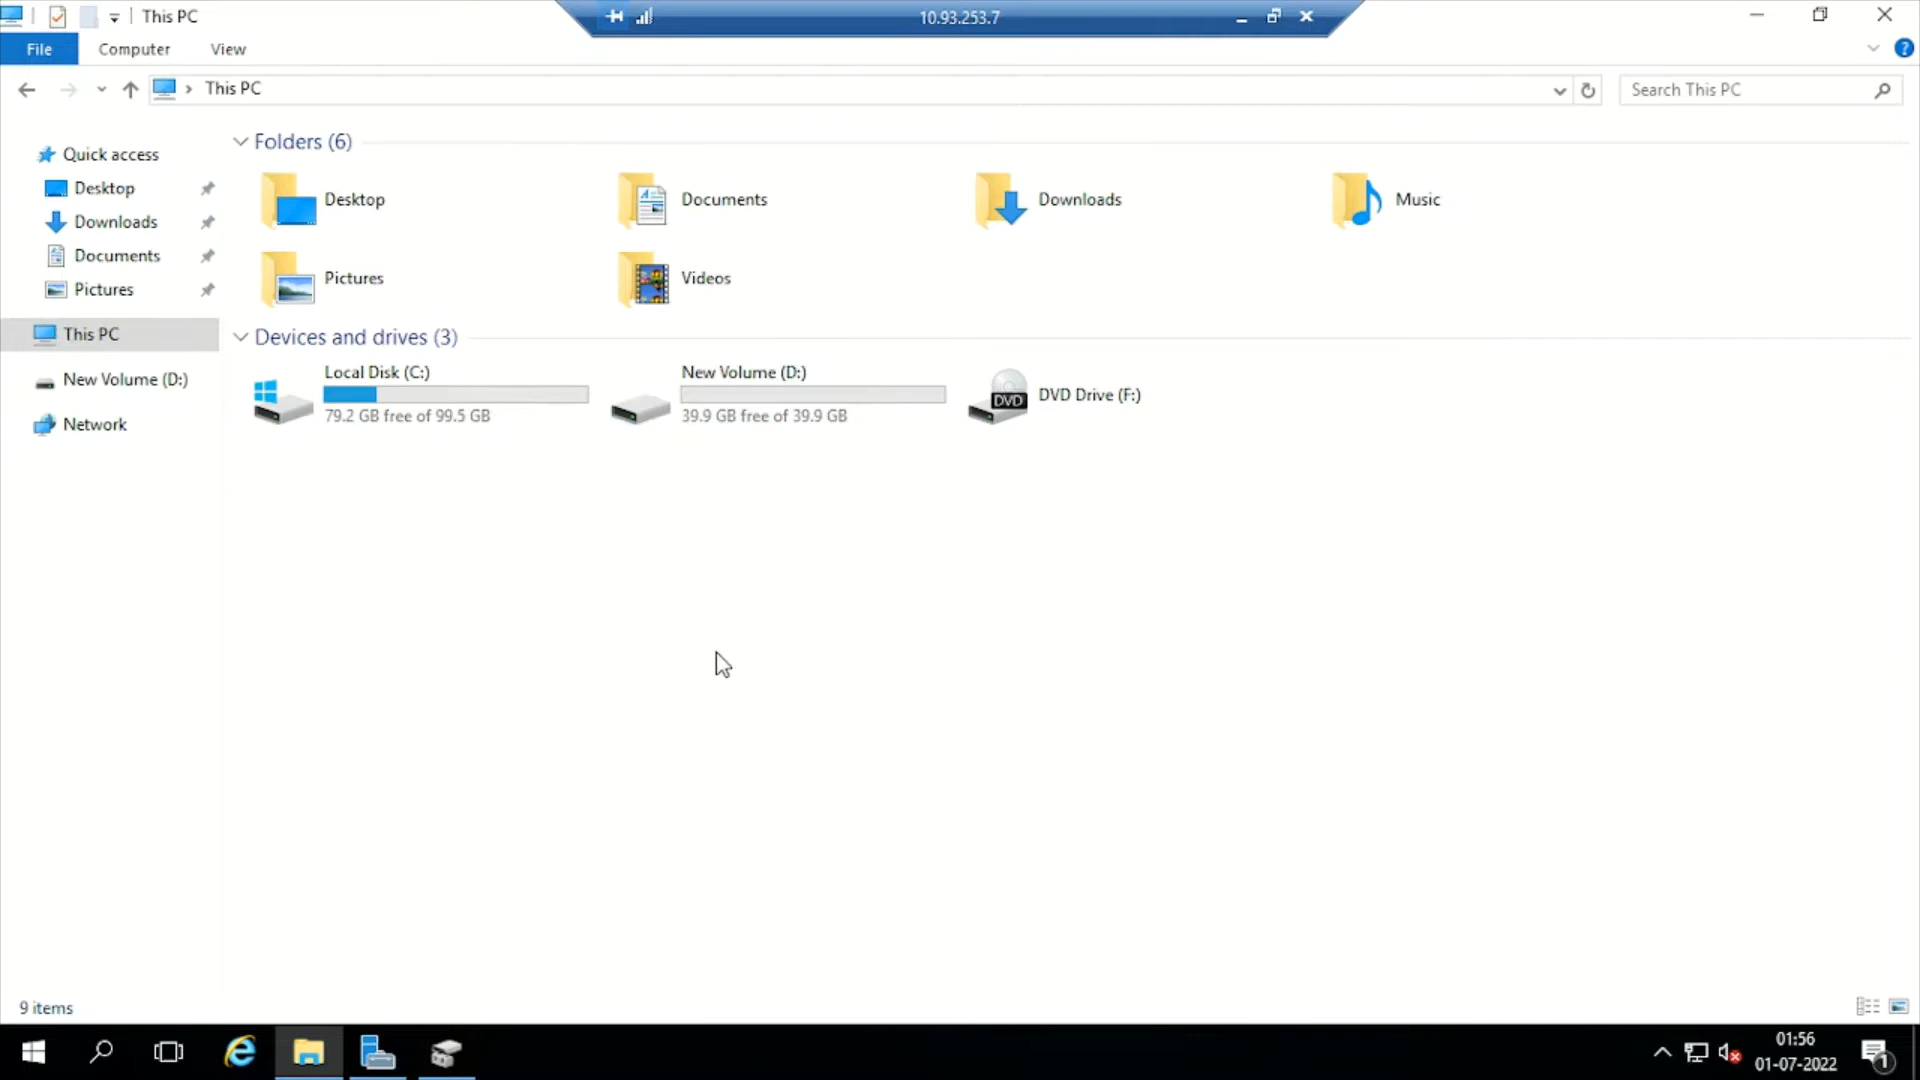 This PC
10.93.253.7
File
Computer
View
This PC
Search This PC
Quick access
Desktop
Downloads
Documents
Pictures
This PC
New Volume (D:)
Network
Folders (6)
Desktop
Documents
Downloads
Music
Pictures
Videos
Devices and drives (3)
Local Disk (C:)
79.2 GB free of 99.5 GB
New Volume (D:)
39.9 GB free of 39.9 GB
DVD
DVD Drive (F:)
9 items
01:56
01-07-2022
1